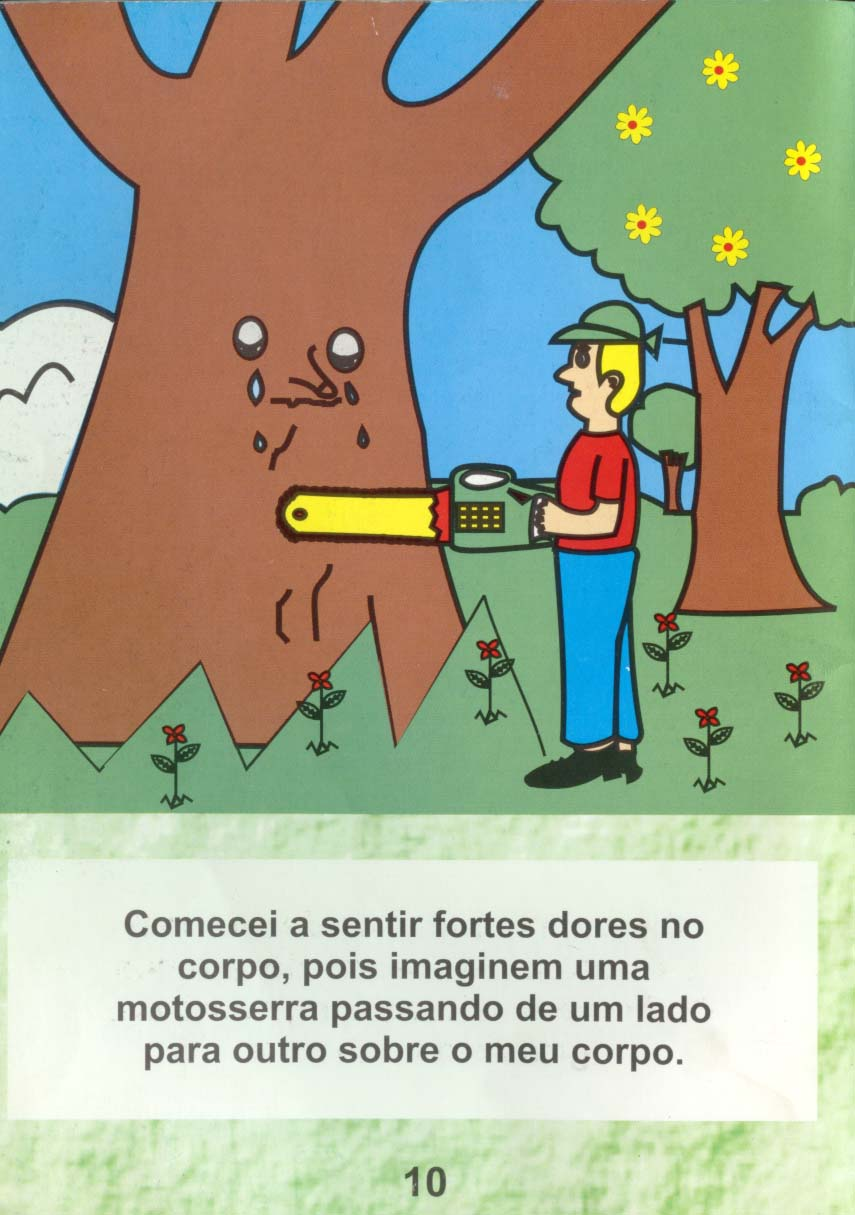 Comecei a sentir fortes dores no
corpo, pois imaginem uma
motosserra passando de um lado
para outro sobre o meu corpo.
10